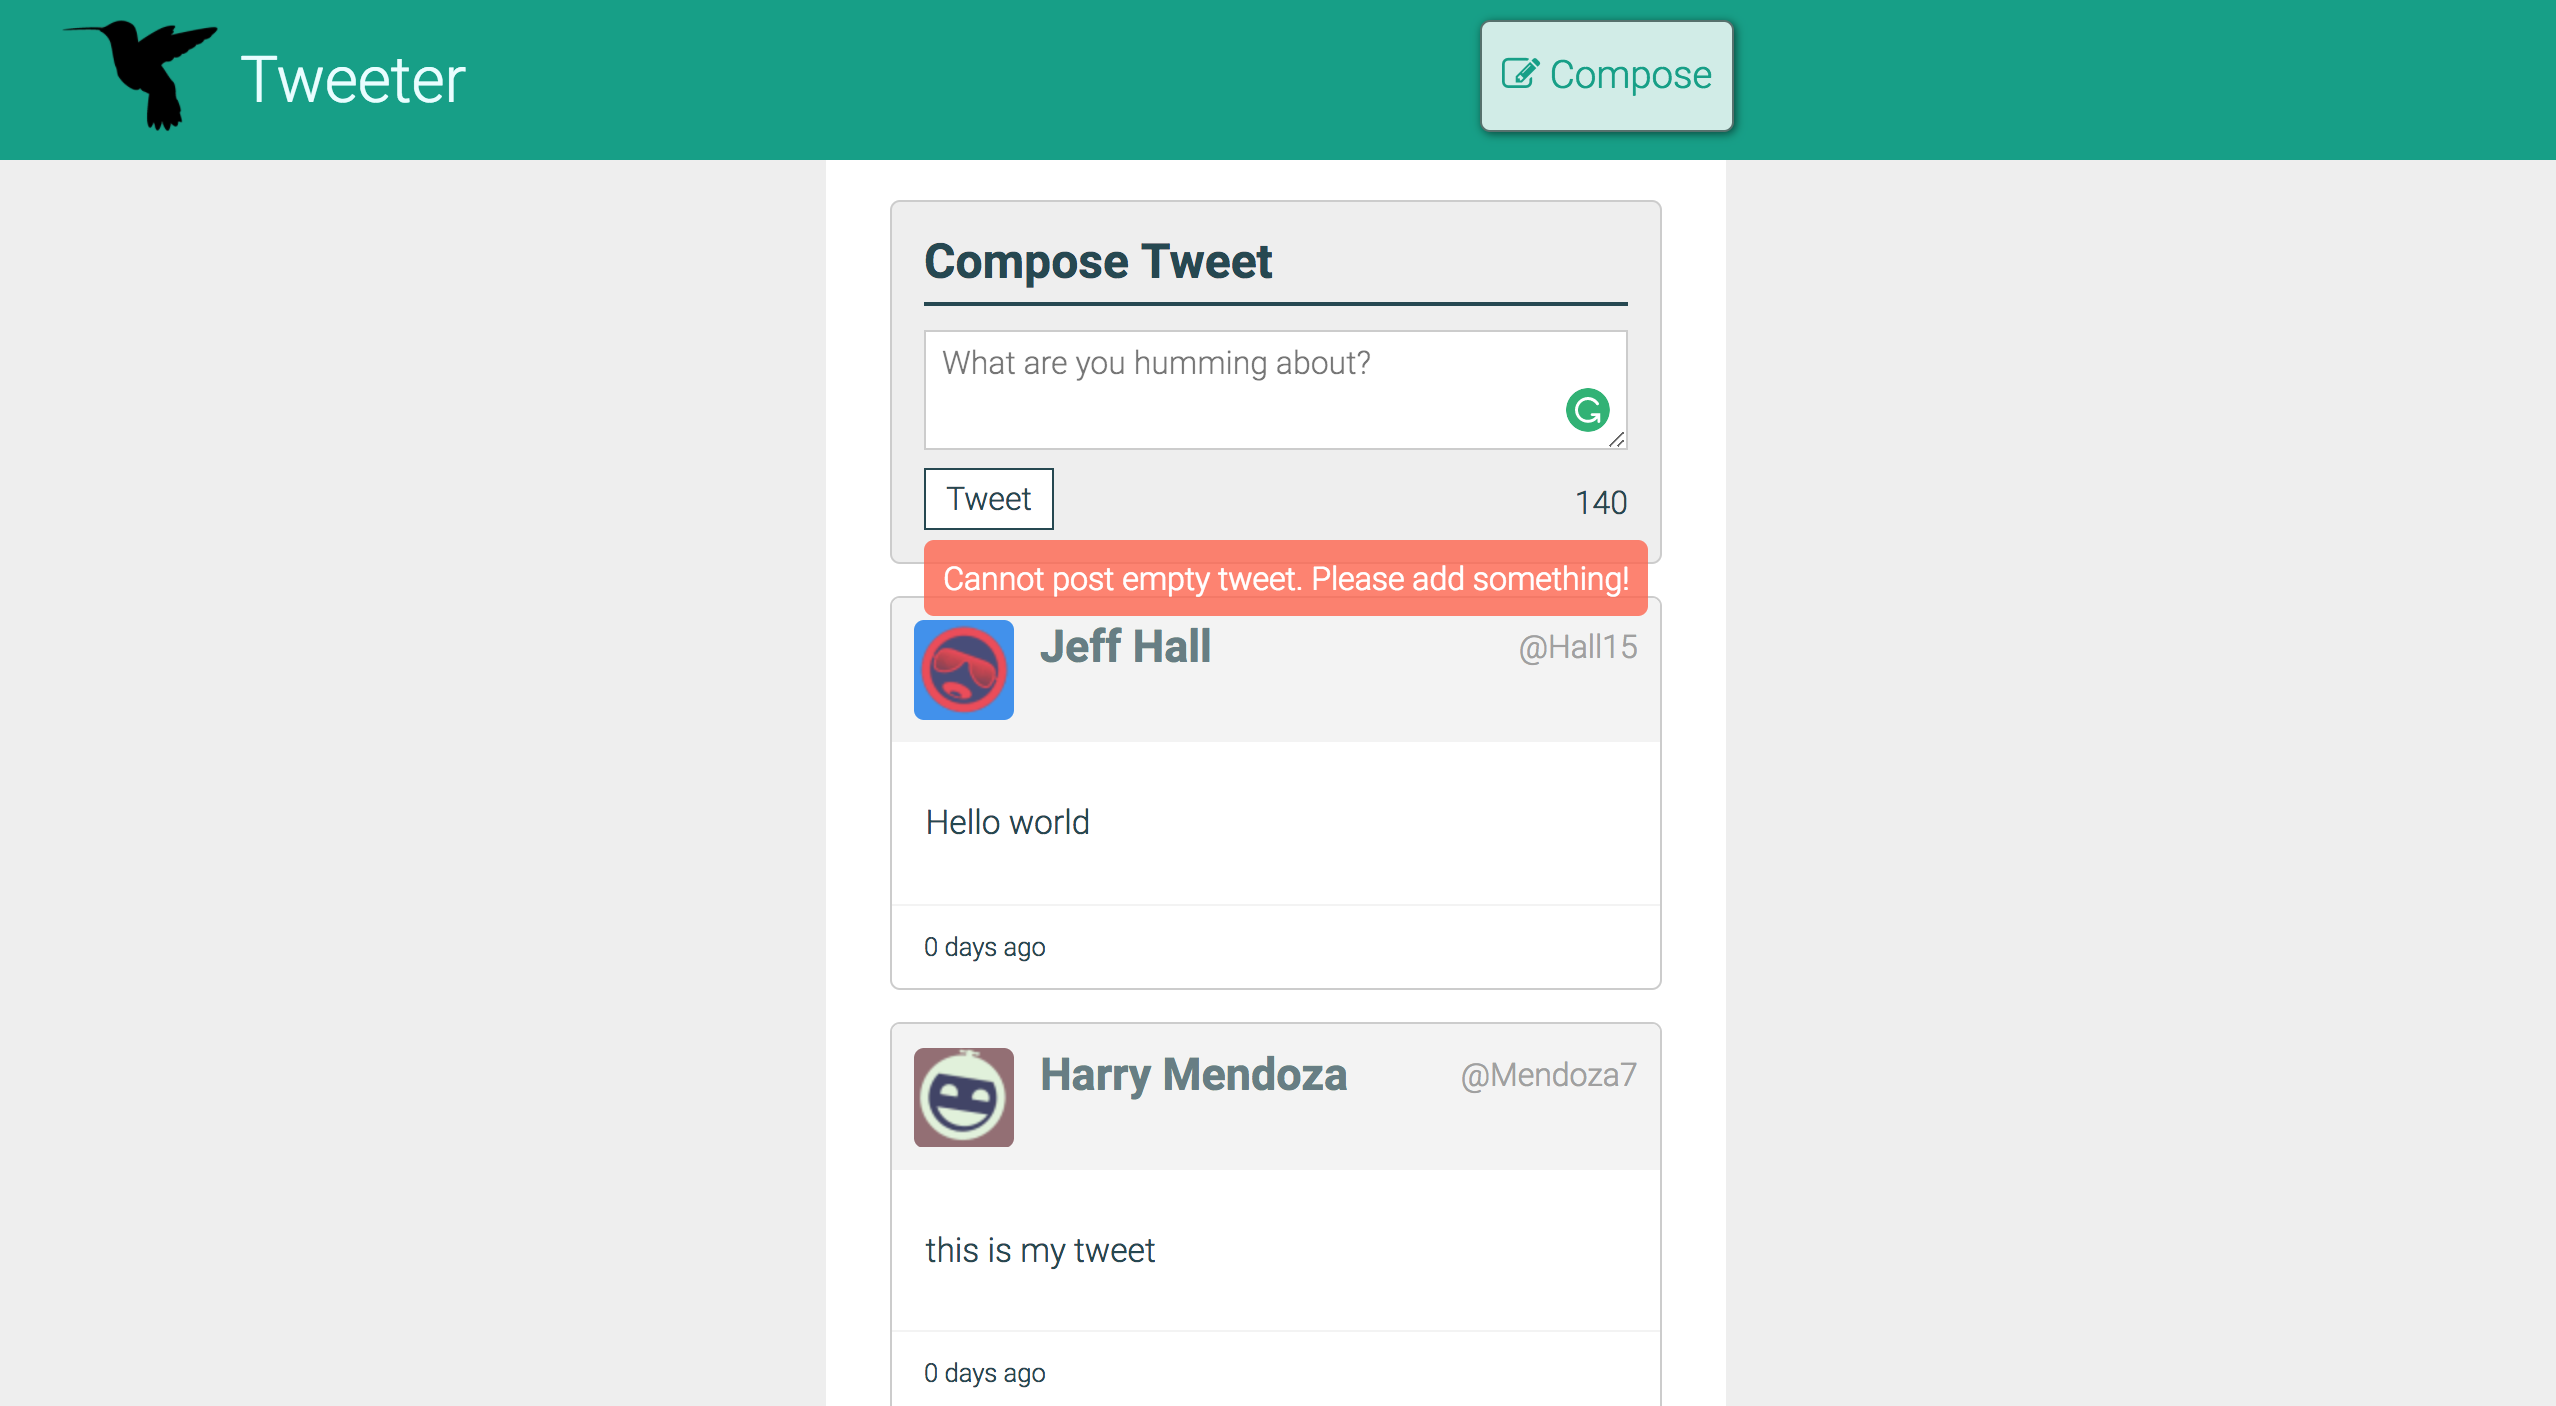 Tweeter
Compose
Compose Tweet
What are you humming about?
Tweet
140
Cannot post empty tweet. Please add something!
Jeff Hall
@Hall15
Hello world
0 days ago
Harry Mendoza
@Mendoza7
this is my tweet
0 days ago